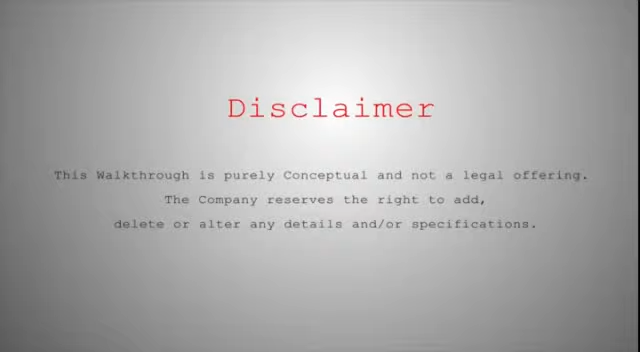 Disclaimer
This Walkthrough is purely Conceptual and not a legal offering.
The Company reserves the right to add,
delete or alter any details and/or specifications.